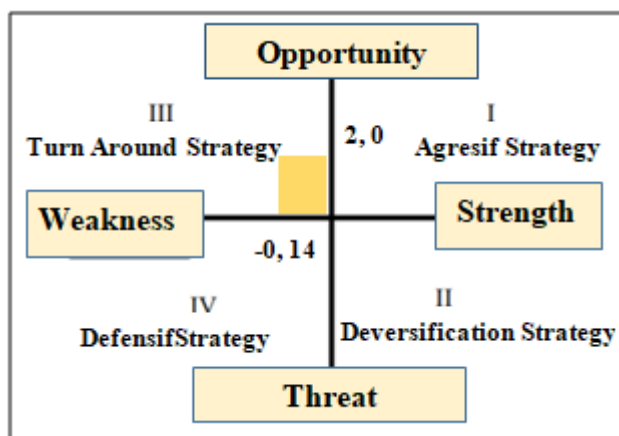 Opportunity
III
Turn Around Strategy
2, 0
I
Agresif Strategy
Weakness
Strength
-0, 14
IV
DefensifStrategy
II
Deversification Strategy
Threat